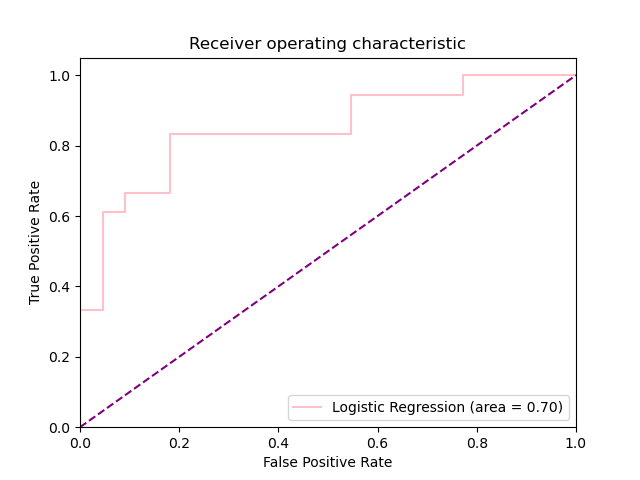 Receiver operating characteristic
True Positive Rate
1.0
0.8
0.6
0.4
0.2
0.0
Logistic Regression (area = 0.70)
0.0 0.2 0.4 0.6 0.8 1.0
False Positive Rate